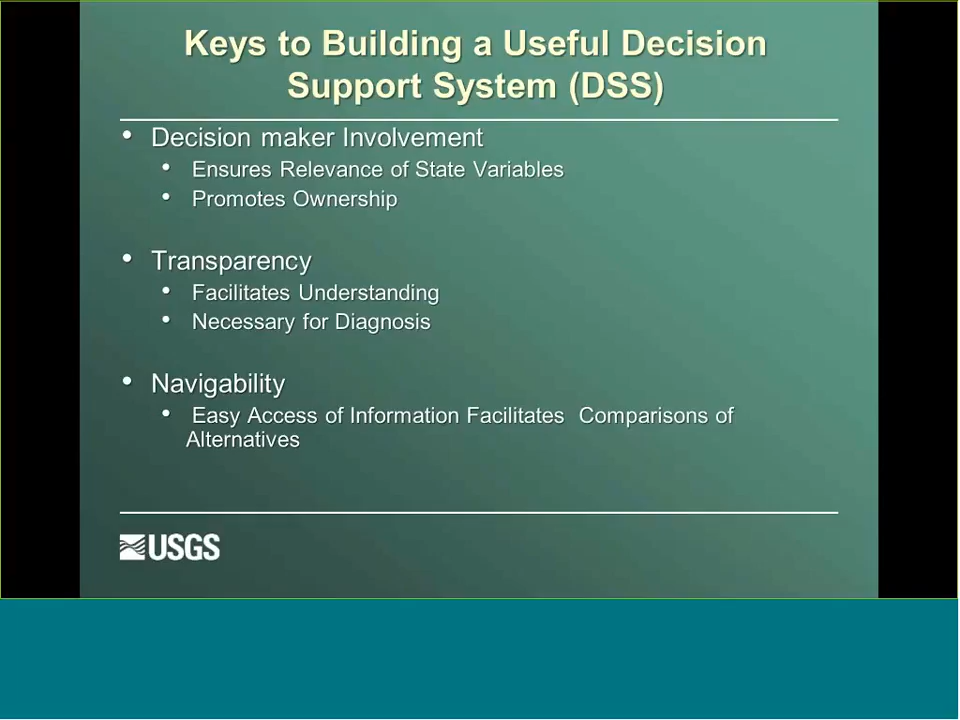 Keys to Building a Useful Decision
Support System (DSS)
• Decision maker Involvement
• Ensures Relevance of State Variables
• Promotes Ownership
• Transparency
• Facilitates Understanding
• Necessary for Diagnosis
• Navigability
• Easy Access of Information Facilitates  Comparisons of
Alternatives
USGS